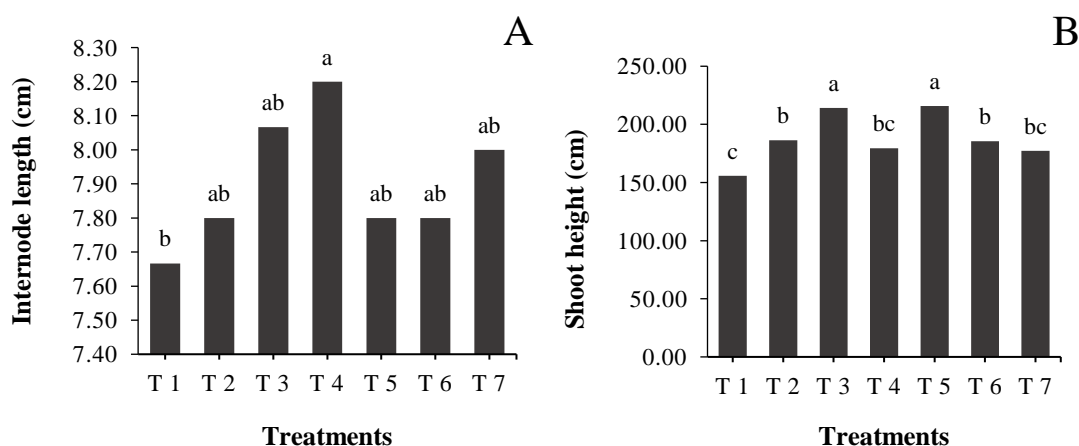 A
Internode length (cm)
8.30
8.20
8.10
8.00
7.90
7.80
7.70
7.60
7.50
7.40
b
ab
ab
a
ab
ab
ab
T 1 T 2 T 3 T 4 T 5 T 6 T 7
Treatments
B
Shoot height (cm)
250.00
200.00
150.00
100.00
50.00
0.00
c
b
a
bc
a
b
bc
T 1 T 2 T 3 T 4 T 5 T 6 T 7
Treatments